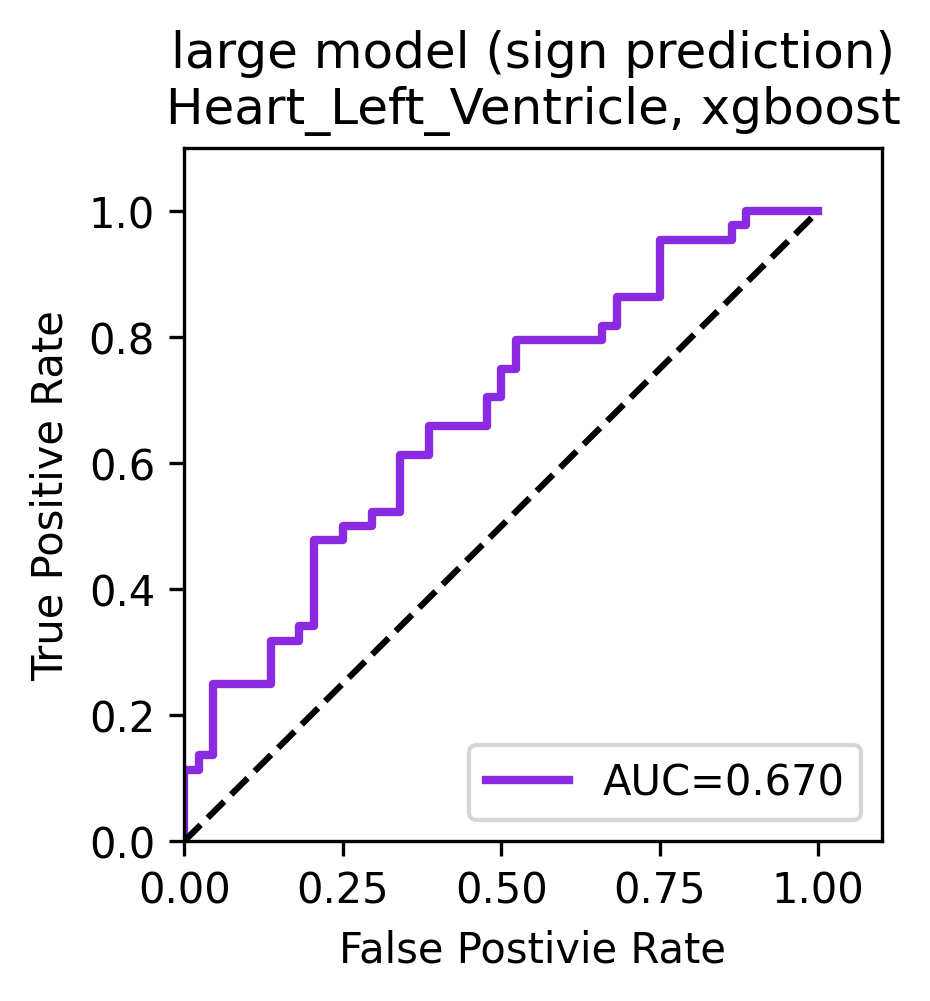 large model (sign prediction)
Heart_Left_Ventricle, xgboost
1.0
0.8
0.6
0.4
0.2
0.0
True Positive Rate
AUC=0.670
0.00 0.25 0.50 0.75 1.00
False Postivie Rate